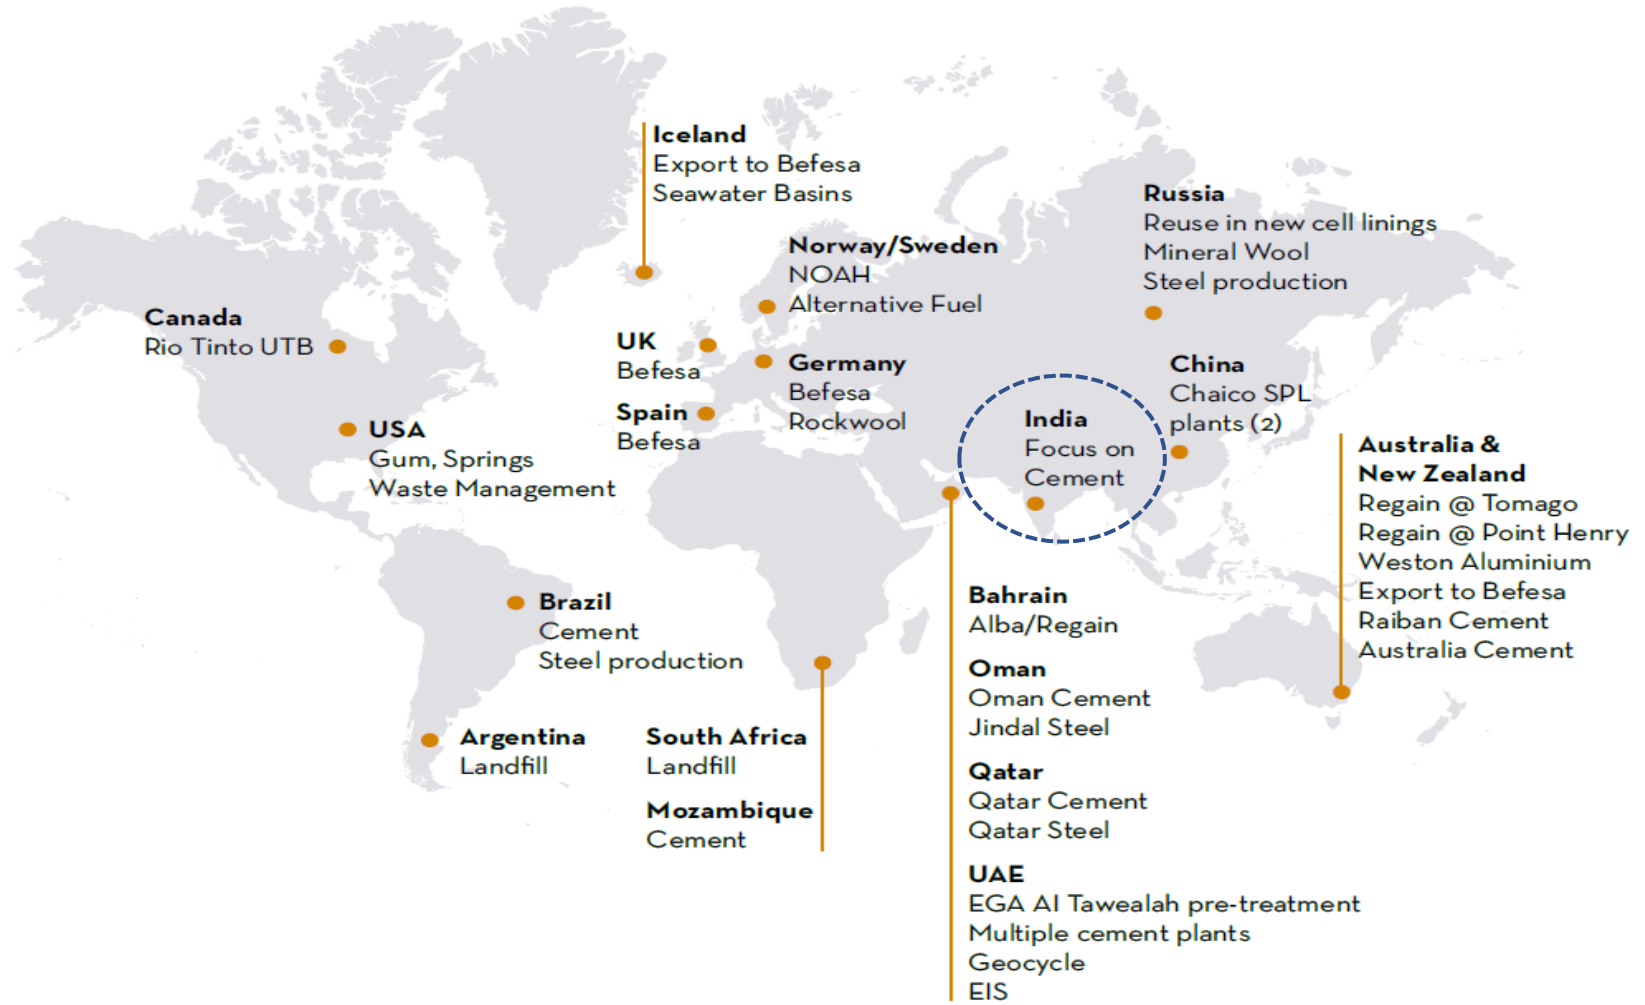 Iceland
Export to Befesa
Seawater Basins
Russia
Reuse in new cell linings
Mineral Wool
Steel production
Norway/Sweden
NOAH
Alternative Fuel
Canada
Rio Tinto UTB
UK
Befesa
Germany
Befesa
Rockwool
Spain
Befesa
China
Chaico SPL
plants (2)
India
Focus on
Cement
USA
Gum, Springs
Waste Management
Australia &
New Zealand
Regain @ Tomago
Regain @ Point Henry
Weston Aluminium
Export to Befesa
Raiban Cement
Australia Cement
Brazil
Cement
Steel production
Argentina
Landfill
South Africa
Landfill
Mozambique
Cement
Bahrain
Alba/Regain
Oman
Oman Cement
Jindal Steel
Qatar
Qatar Cement
Qatar Steel
UAE
EGA Al Tawealah pre-treatment
Multiple cement plants
Geocycle
EIS